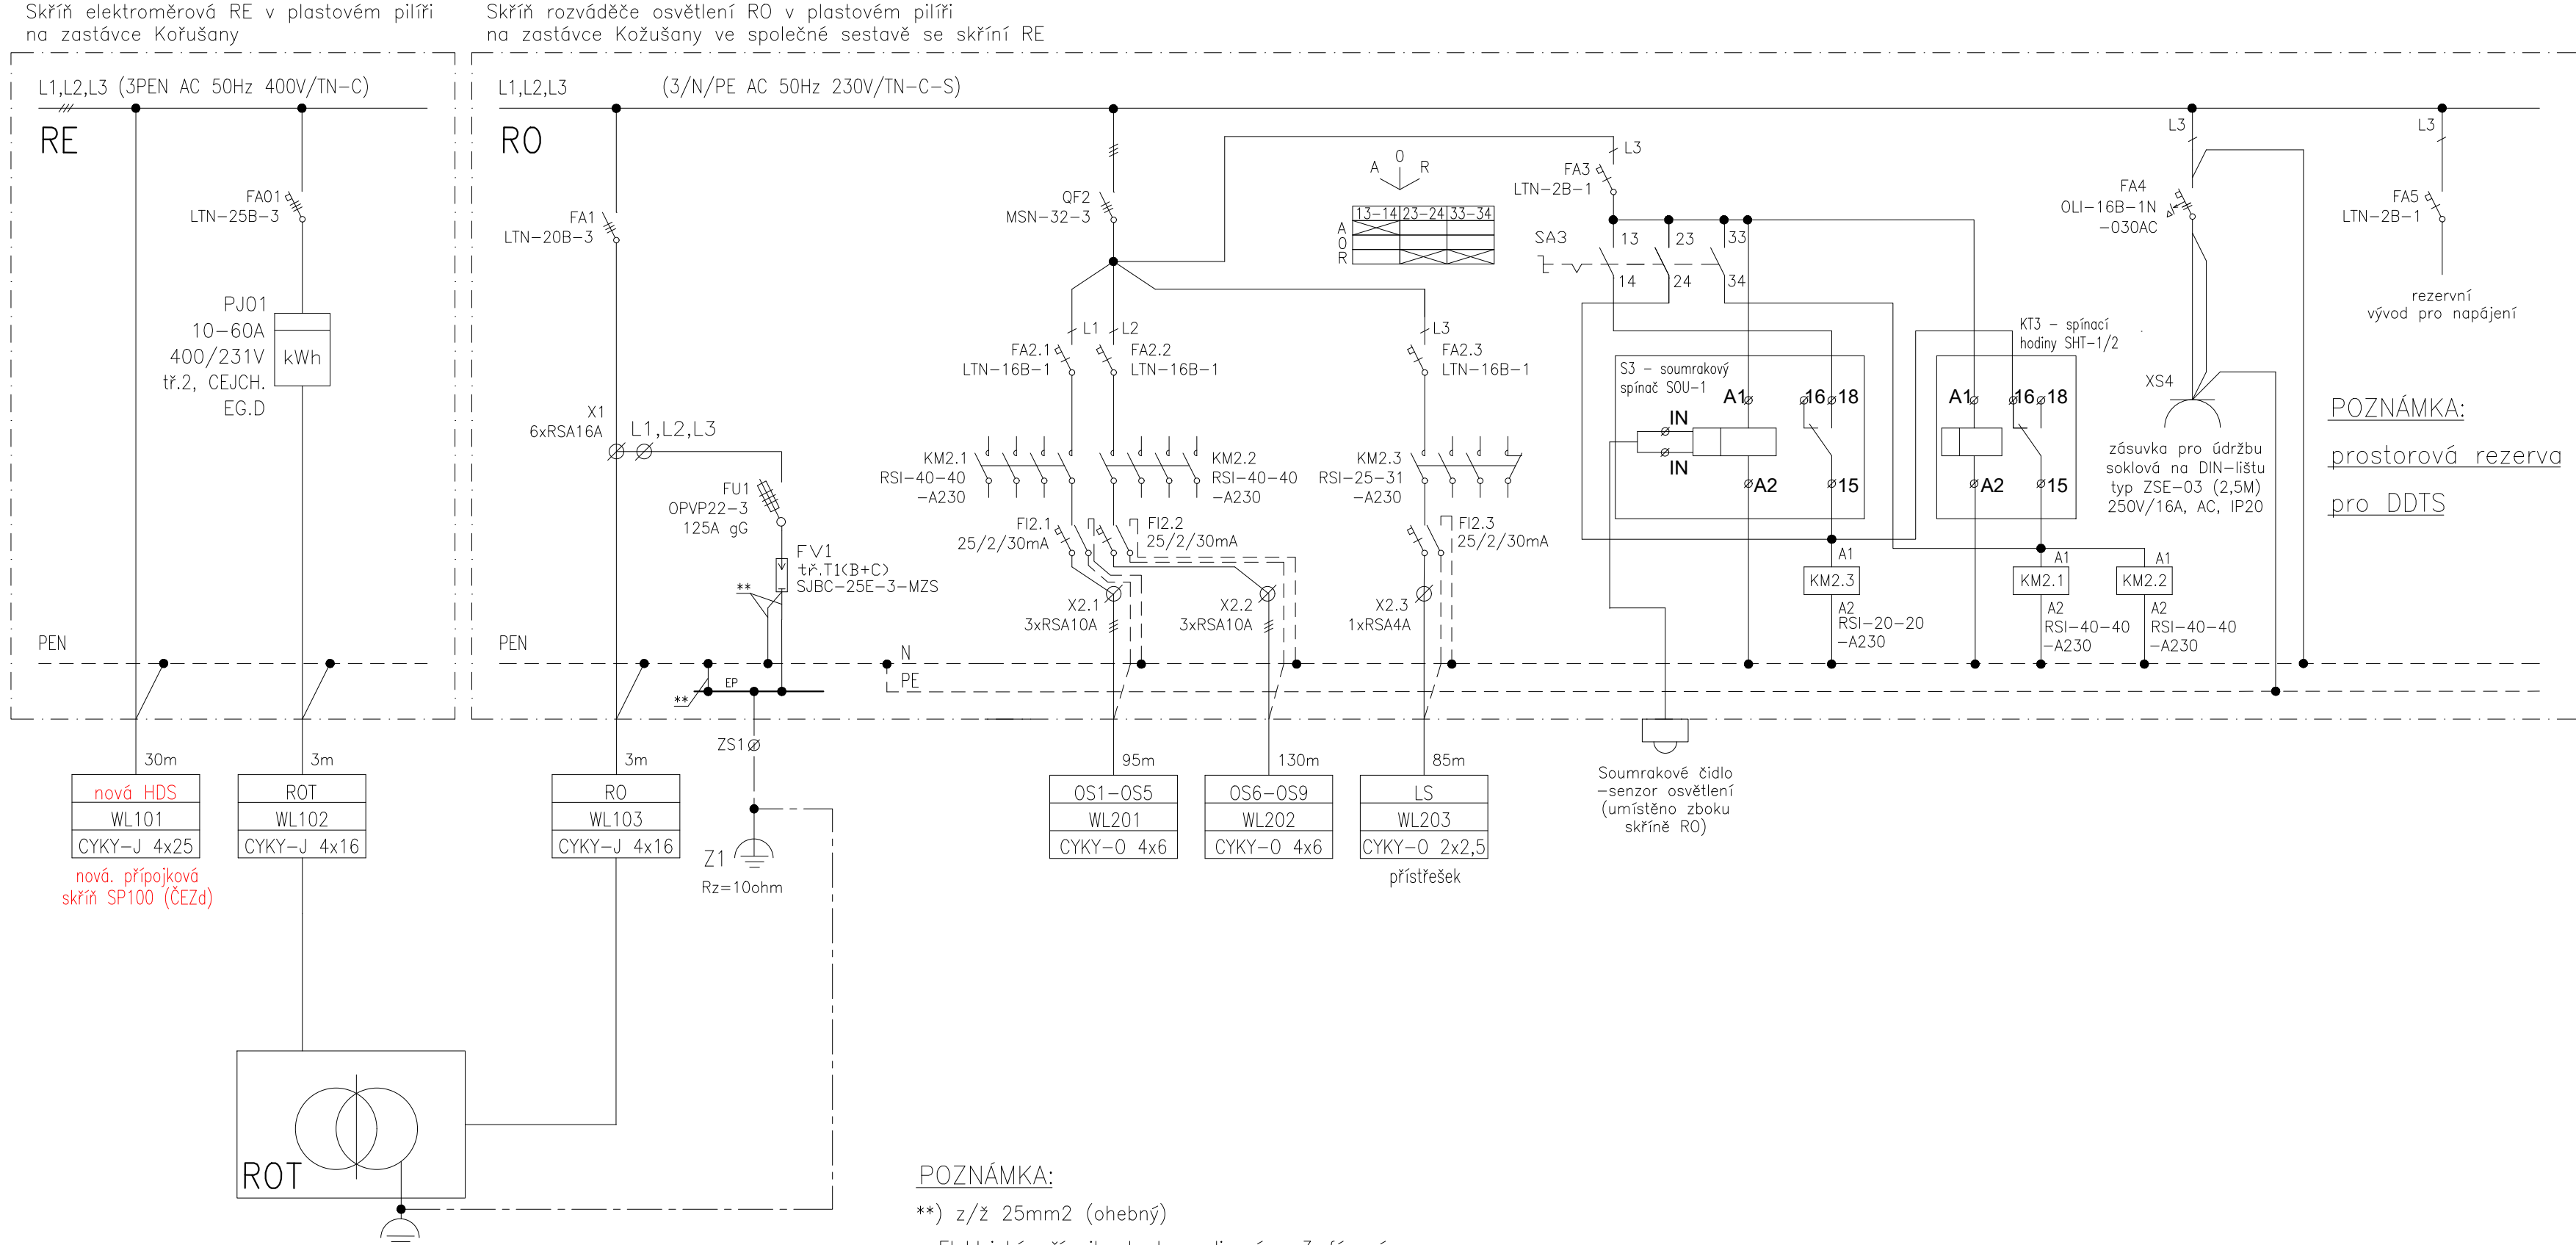 Skříň elektroměrová RE v plastovém pilíři
na zastávce Kořušany
Skříň rozváděče osvětlení RO v plastovém pilíři
na zastávce Kožušany ve společné sestavě se skříní RE
L1,L2,L3 (3PEN AC 50Hz 400V/TN-C)
RE
FA01
LTN-25B-3
PJ01
10-60A
400/231V
tř.2, CEJCH.
EG.D
kWh
PEN
L1,L2,L3
(3/N/PE AC 50Hz 230V/TN-C-S)
RO
FA1
LTN-20B-3
X1
6xRSA16A
L1,L2,L3
FU1
OPVP22-3
125A gG
FV1
tř.T1(B+C)
SJBC-25E-3-MZS
**
PEN
EP
**
N
PE
ZS1
QF2
MSN-32-3
L1
L2
L3
FA2.1
LTN-16B-1
FA2.2
LTN-16B-1
FA2.3
LTN-16B-1
KM2.1
RSI-40-40
-A230
KM2.2
RSI-40-40
-A230
KM2.3
RSI-25-31
-A230
FI2.1
25/2/30mA
FI2.2
25/2/30mA
FI2.3
25/2/30mA
X2.1
3xRSA10A
X2.2
3xRSA10A
X2.3
1xRSA4A
A
0
R
13-14
23-24
33-34
A
0
R
L3
FA3
LTN-2B-1
SA3
13
23
33
14
24
34
S3 - soumrakový
spínač SOU-1
IN
IN
A1
16
18
A2
15
KT3 - spínací
hodiny SHT-1/2
A1
16
18
A2
15
A1
KM2.3
A2
RSI-20-20
-A230
A1
KM2.1
A2
RSI-40-40
-A230
A1
KM2.2
A2
RSI-40-40
-A230
L3
FA4
OLI-16B-1N
-030AC
XS4
zásuvka pro údržbu
soklová na DIN-lištu
typ ZSE-03 (2,5M)
250V/16A, AC, IP20
L3
FA5
LTN-2B-1
rezervní
vývod pro napájení
POZNÁMKA:
prostorová rezerva
pro DDTS
30m
nová HDS
WL101
CYKY-J 4x25
nová. přípojková
skříň SP100 (ČEZd)
3m
ROT
WL102
CYKY-J 4x16
3m
RO
WL103
CYKY-J 4x16
Z1
Rz=10ohm
95m
OS1-OS5
WL201
CYKY-O 4x6
130m
OS6-OS9
WL202
CYKY-O 4x6
85m
LS
WL203
CYKY-O 2x2,5
přístřešek
Soumrakové čidlo
-senzor osvětlení
(umístěno zboku
skříně RO)
ROT
POZNÁMKA:
**) z/ž 25mm2 (ohebný)